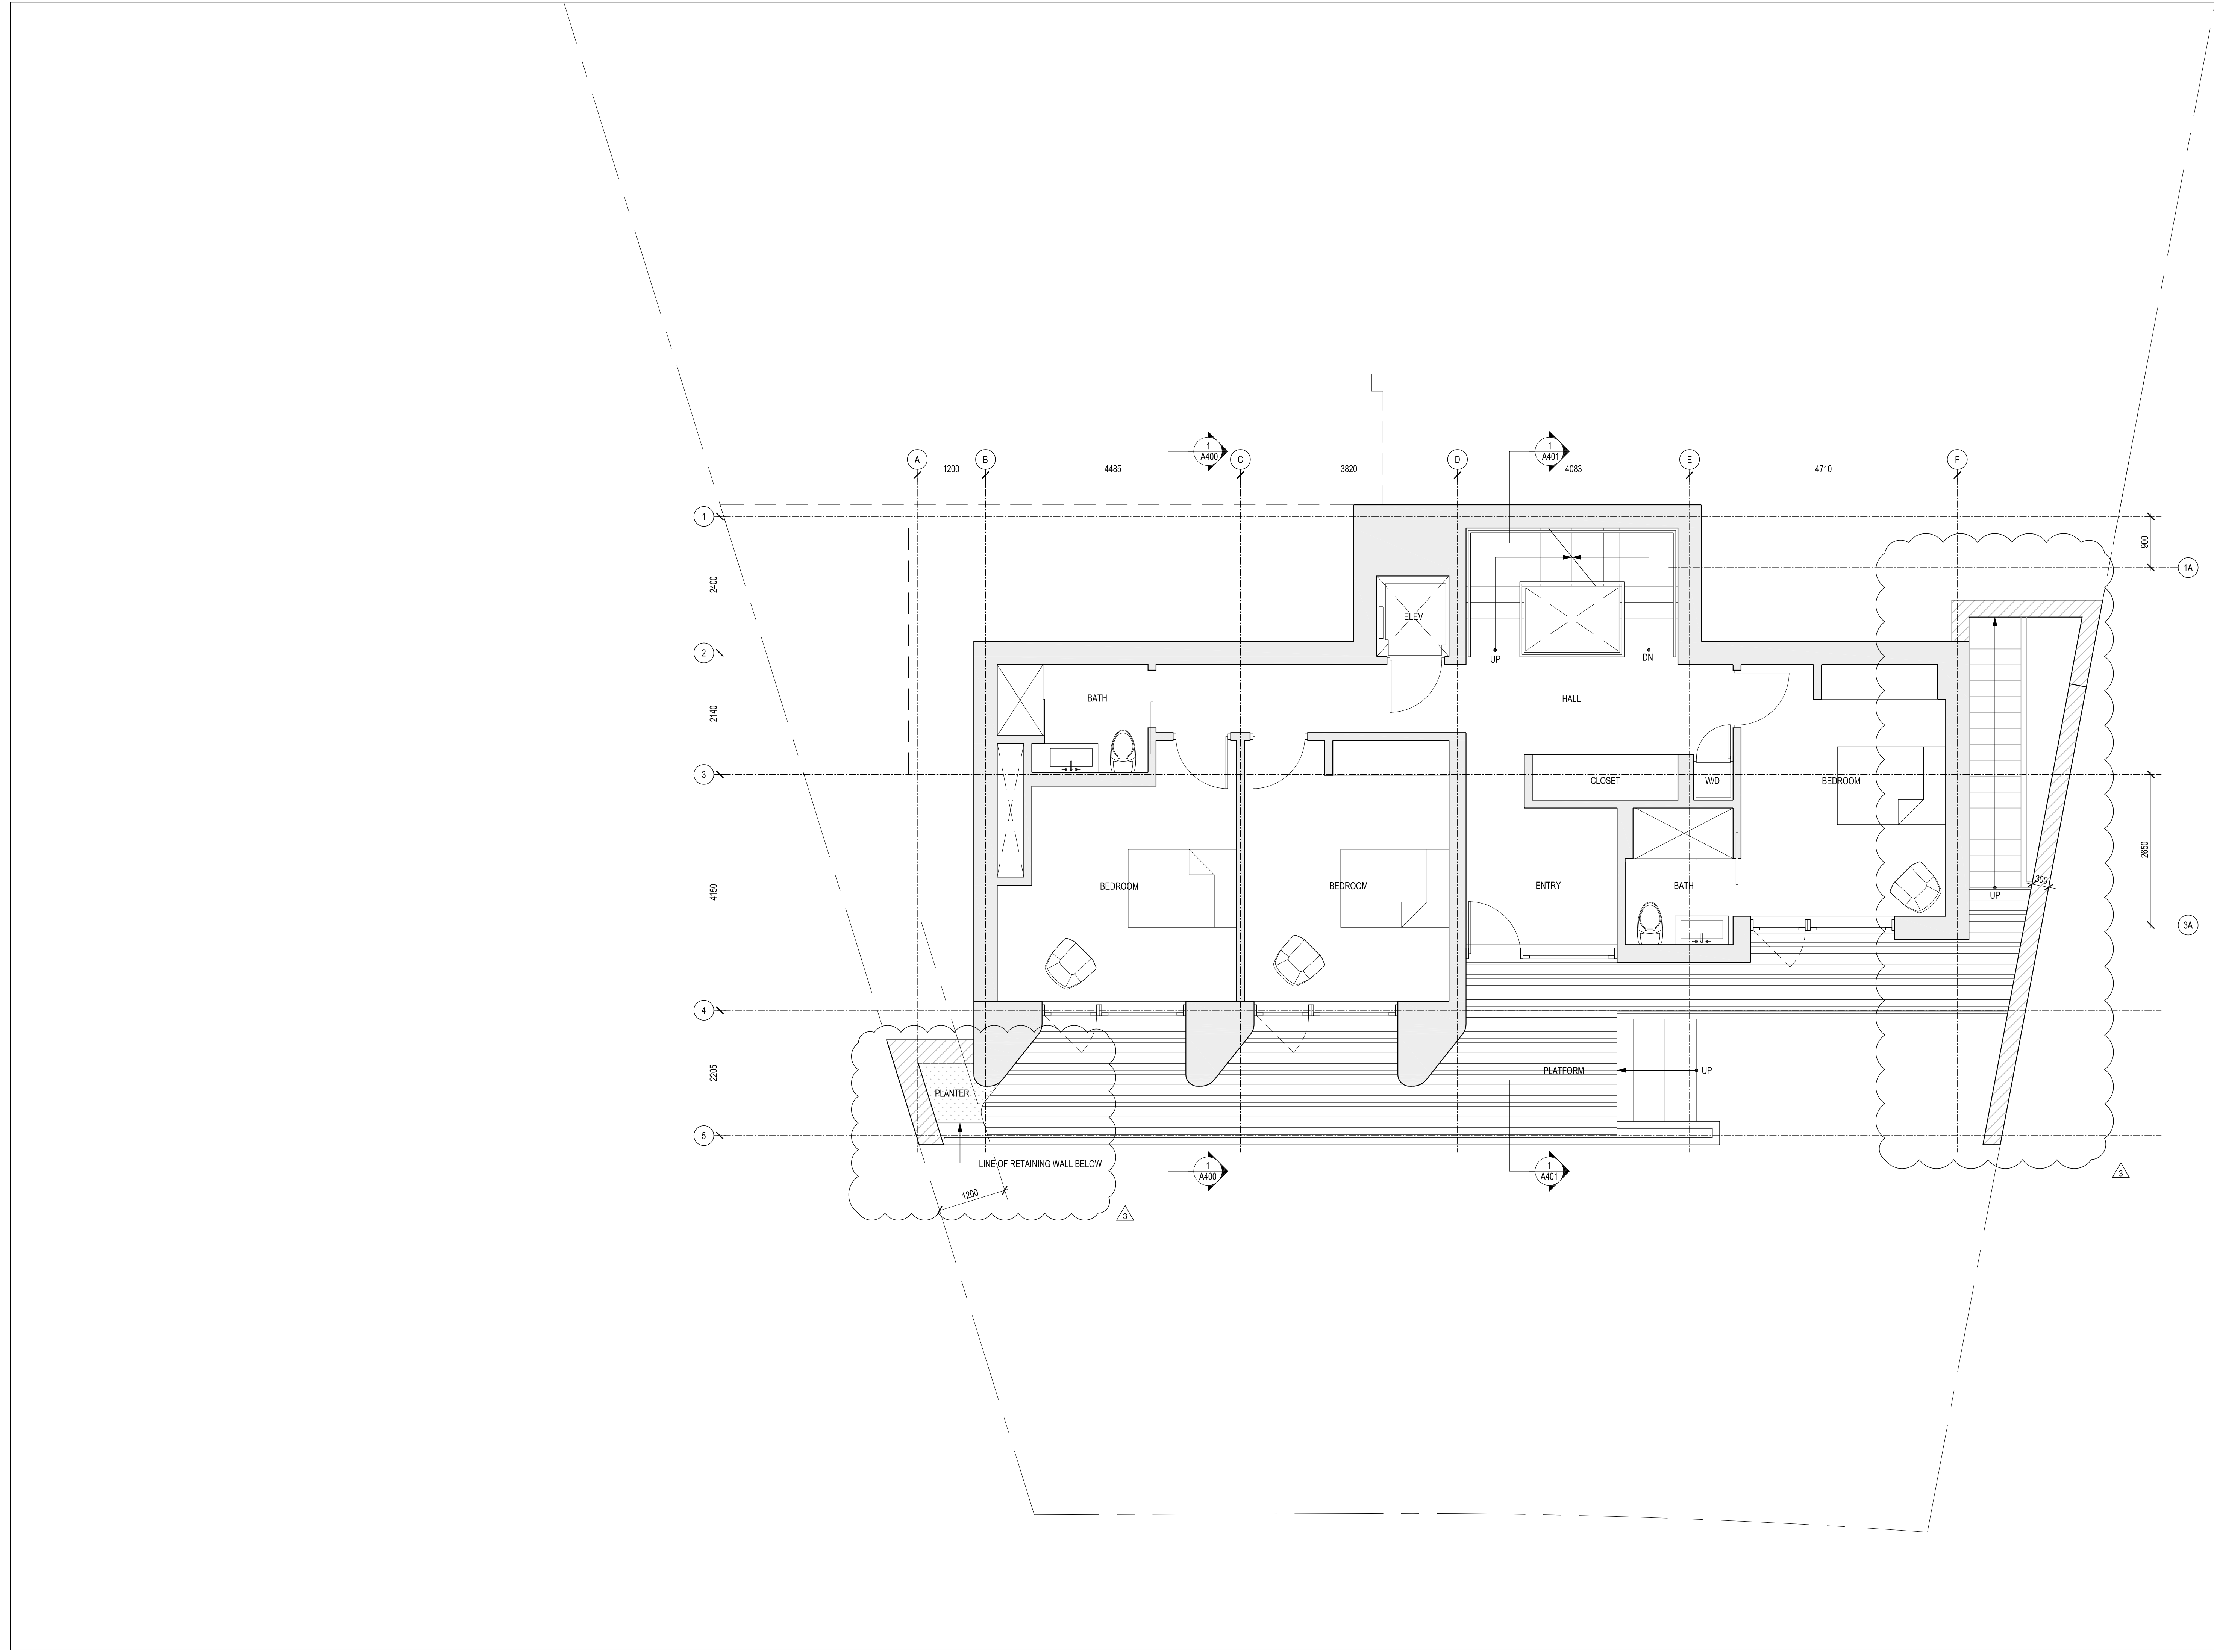 1
A400
1
A401
A
B
C
D
E
F
1200
4485
3820
4083
4710
1
900
1A
2400
ELEV
2
UP
DN
BATH
HALL
2140
3
CLOSET
W/D
BEDROOM
2650
4150
BEDROOM
BEDROOM
ENTRY
BATH
300
UP
3A
4
2205
PLATFORM
UP
PLANTER
5
LINE OF RETAINING WALL BELOW
1
A400
1
A401
3
1200
3